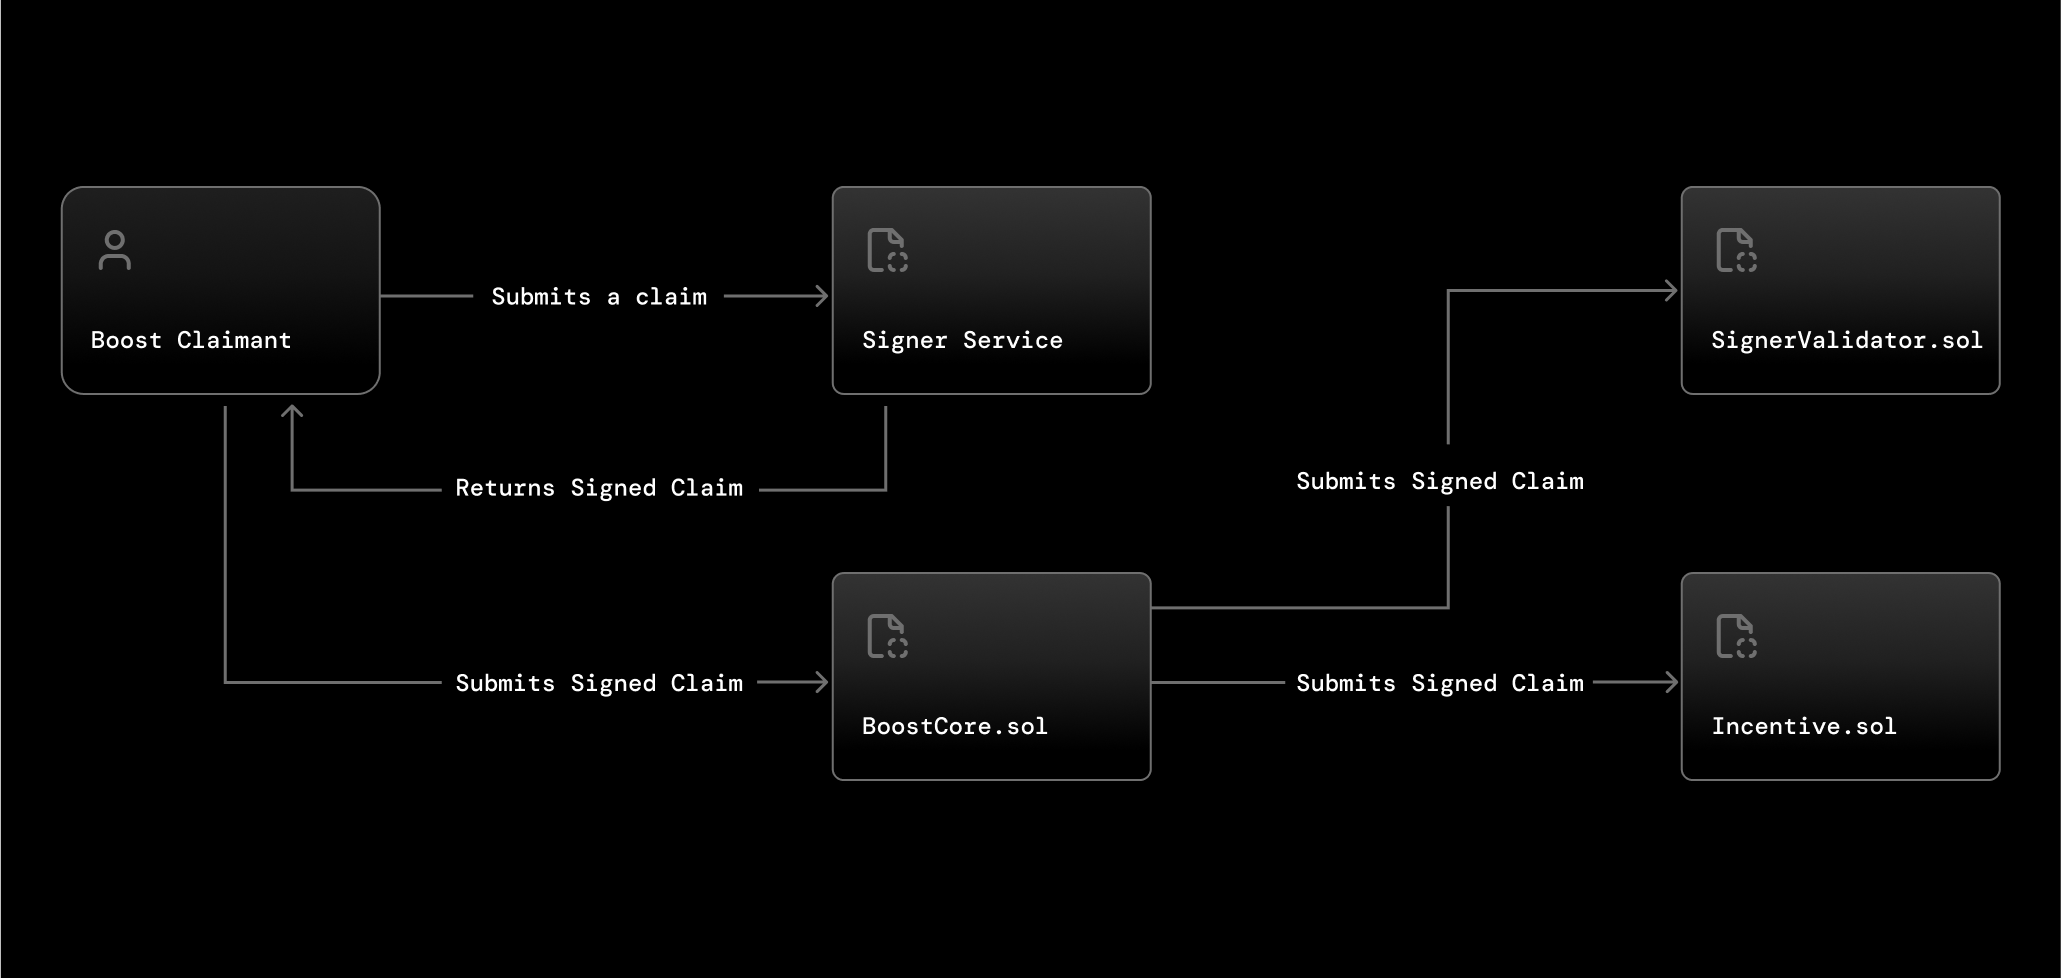 Boost Claimant
Submits a claim
Signer Service
SignerValidator.sol
Returns Signed Claim
Submits Signed Claim
Submits Signed Claim
BoostCore.sol
Submits Signed Claim
Incentive.sol